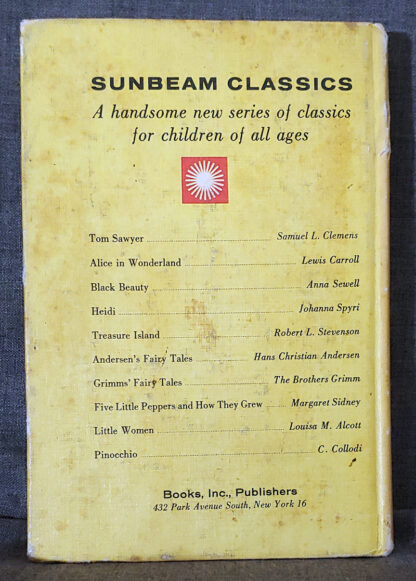 SUNBEAM CLASSICS
A handsome new series of classics
for children of all ages
Tom Sawyer Samuel L. Clemens
Alice in Wonderland Lewis Carroll
Black Beauty Anna Sewell
Heidi Johanna Spyri
Treasure Island Robert L. Stevenson
Andersen's Fairy Tales Hans Christian Andersen
Grimms' Fairy Tales The Brothers Grimm
Five Little Peppers and How They Grew Margaret Sidney
Little Women Louisa M. Alcott
Pinocchio C. Collodi
Books, Inc., Publishers
432 Park Avenue South, New York 16